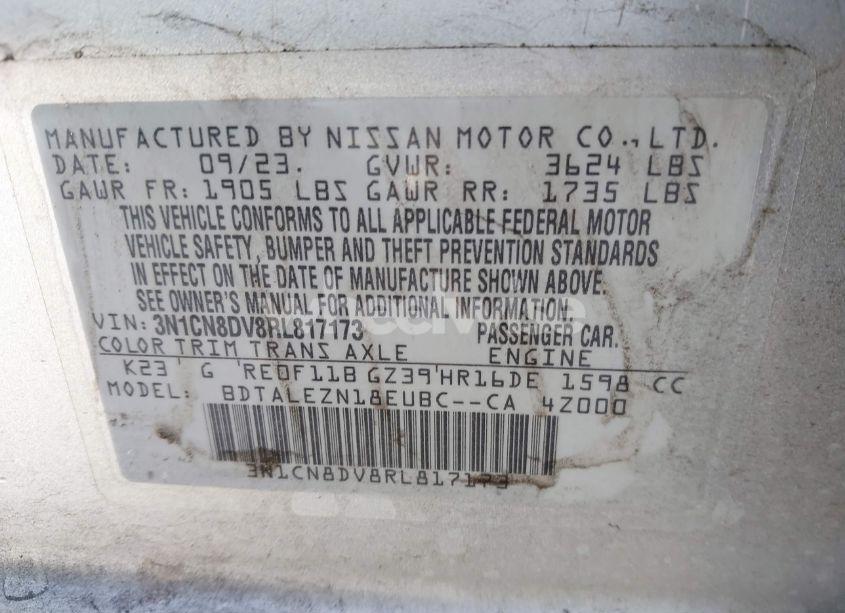 MANUFACTURED BY NISSAN MOTOR CO., LTD.
DATE: 09/23. GVWR: 3624 LBS
GAWR FR: 1905 LBS GAWR RR: 1735 LBS
THIS VEHICLE CONFORMS TO ALL APPLICABLE FEDERAL MOTOR
VEHICLE SAFETY, BUMPER AND THEFT PREVENTION STANDARDS
IN EFFECT ON THE DATE OF MANUFACTURE SHOWN ABOVE.
SEE OWNER'S MANUAL FOR ADDITIONAL INFORMATION.
VIN: 3N1CN8DV8RL817173 PASSENGER CAR.
COLOR TRIM TRANS AXLE ENGINE
K23 G RE0F11B GZ39 HR16DE 1598 CC
MODEL: BDTALEZN18EUBC--CA 4Z000
3N1CN8DV8RL817173